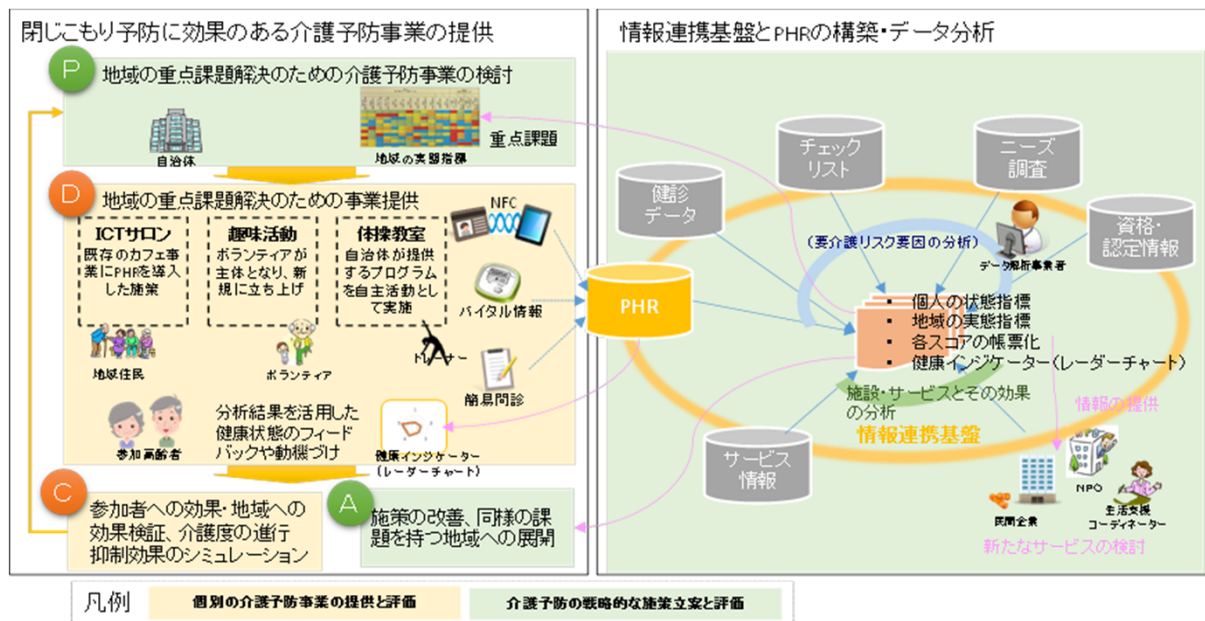 閉じこもり予防に効果のある介護予防事業の提供
P
地域の重点課題解決のための介護予防事業の検討
自治体
地域の実態指標
重点課題
D
地域の重点課題解決のための事業提供
ICTサロン
既存のカフェ事
業にPHRを導入
した施策
趣味活動
ボランティアが
主体となり、新
規に立ち上げ
体操教室
自治体が提供
するプログラム
を自主活動とし
て実施
NFC
バイタル情報
簡易問診
地域住民
ボランティア
トレーナー
参加高齢者
分析結果を活用した
健康状態のフィード
バックや動機づけ
健康インジケーター
(レーダーチャート)
C
参加者への効果・地域への
効果検証、介護度の進行
抑制効果のシミュレーション
A
施策の改善、同様の課
題を持つ地域への展開
情報連携基盤とPHRの構築・データ分析
PHR
健診
データ
チェック
リスト
ニーズ
調査
資格・
認定情報
(要介護リスク要因の分析)
データ解析事業者
▪ 個人の状態指標
▪ 地域の実態指標
▪ 各スコアの帳票化
▪ 健康インジケーター(レーダーチャート)
施設・サービスとその効果
の分析
情報連携基盤
サービス
情報
情報の提供
NPO
NPO
民間企業
生活支援
コーディネーター
新たなサービスの検討
凡例
個別の介護予防事業の提供と評価
介護予防の戦略的な施策立案と評価